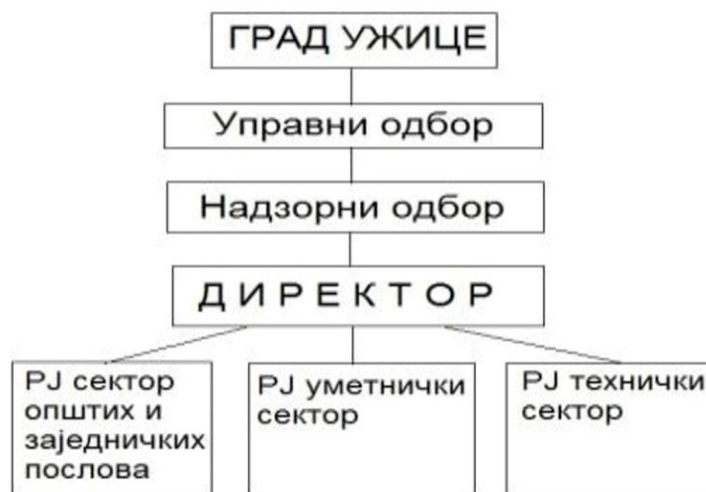 ГРАД УЖИЦЕ
Управни одбор
Надзорни одбор
Д И Р Е К Т О Р
РЈ сектор
општих и
заједничких
послова
РЈ уметнички
сектор
РЈ технички
сектор